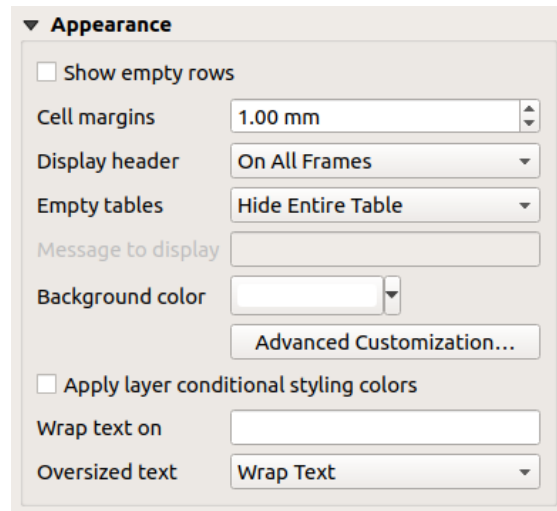 Appearance
Show empty rows
Cell margins 1.00 mm
Display header On All Frames
Empty tables Hide Entire Table
Message to display
Background color
Advanced Customization...
Apply layer conditional styling colors
Wrap text on
Oversized text Wrap Text